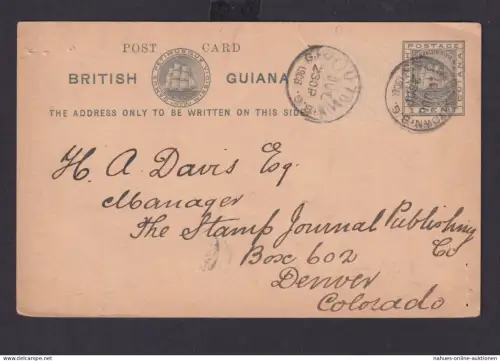 POST CARD
BRITISH GUIANA
THE ADDRESS ONLY TO BE WRITTEN ON THIS SIDE
POSTAGE
GUIANA
H. A Davis Esq.
Manager
The Stamp Journal Publishing
Co
Box 602
Denver
Colorado